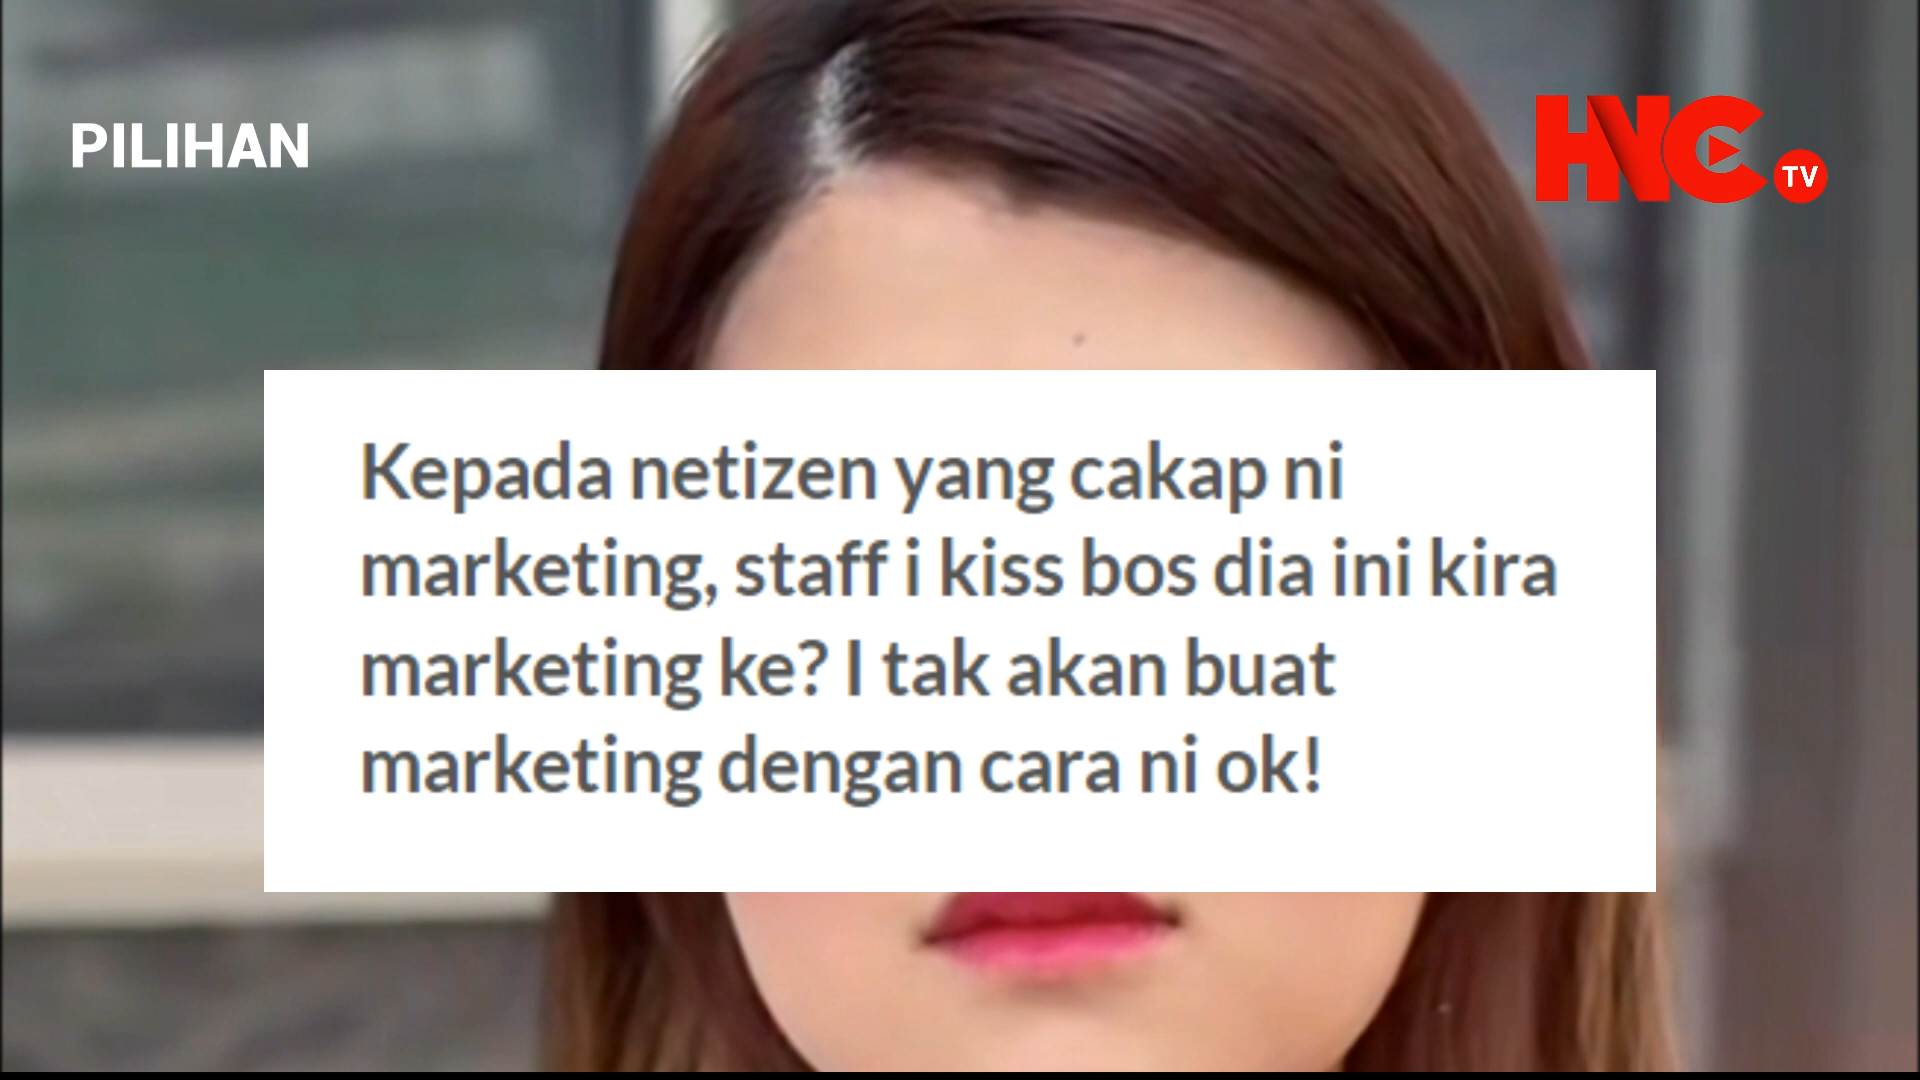 PILIHAN
HNC TV
Kepada netizen yang cakap ni
marketing, staff i kiss bos dia ini kira
marketing ke? I tak akan buat
marketing dengan cara ni ok!